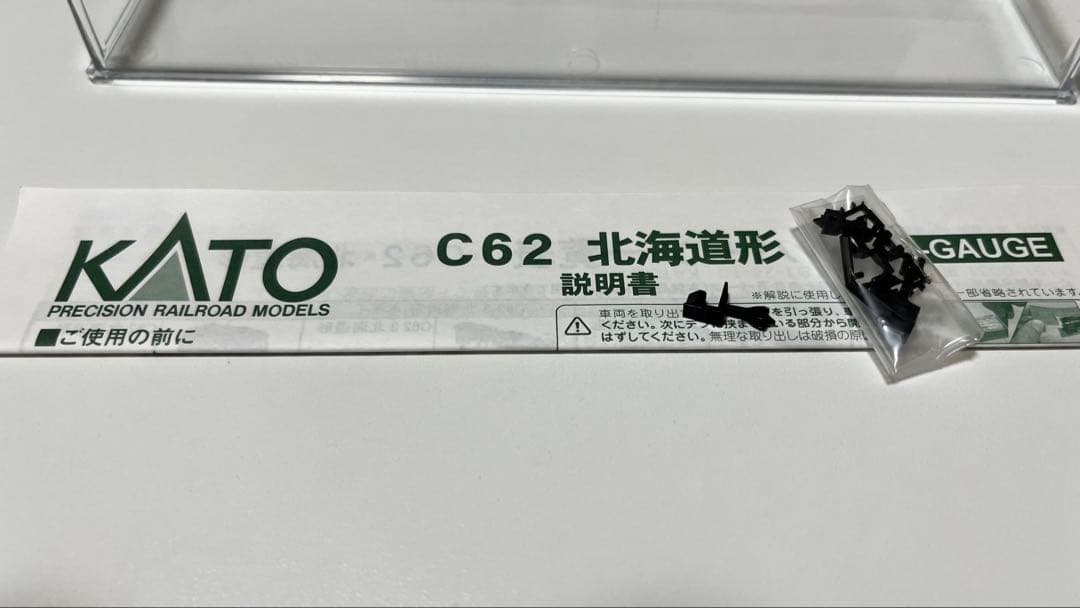 KATO
PRECISION RAILROAD MODELS
C62 北海道形
説明書
-GAUGE
※解説に使用し
一部省略されています
■ご使用の前に
車両を取り出
を引っ張り、
ください。次にデ
いる部分から開
はずしてください。無理な取り出しは破損の原